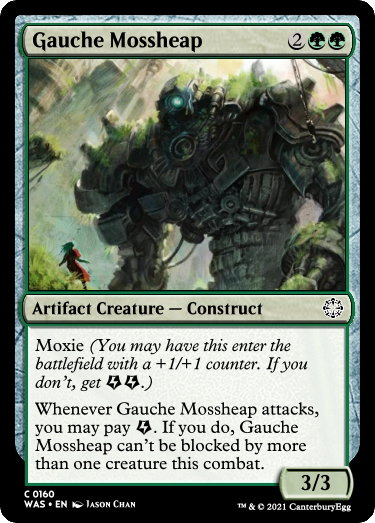 Gauche Mossheap 2
Artifact Creature — Construct
Moxie (You may have this enter the
battlefield with a +1/+1 counter. If you
don't, get .)
Whenever Gauche Mossheap attacks,
you may pay . If you do, Gauche
Mossheap can't be blocked by more
than one creature this combat.
3/3
C 0160
WAS • EN JASON CHAN
™ & © 2021 CanterburyEgg